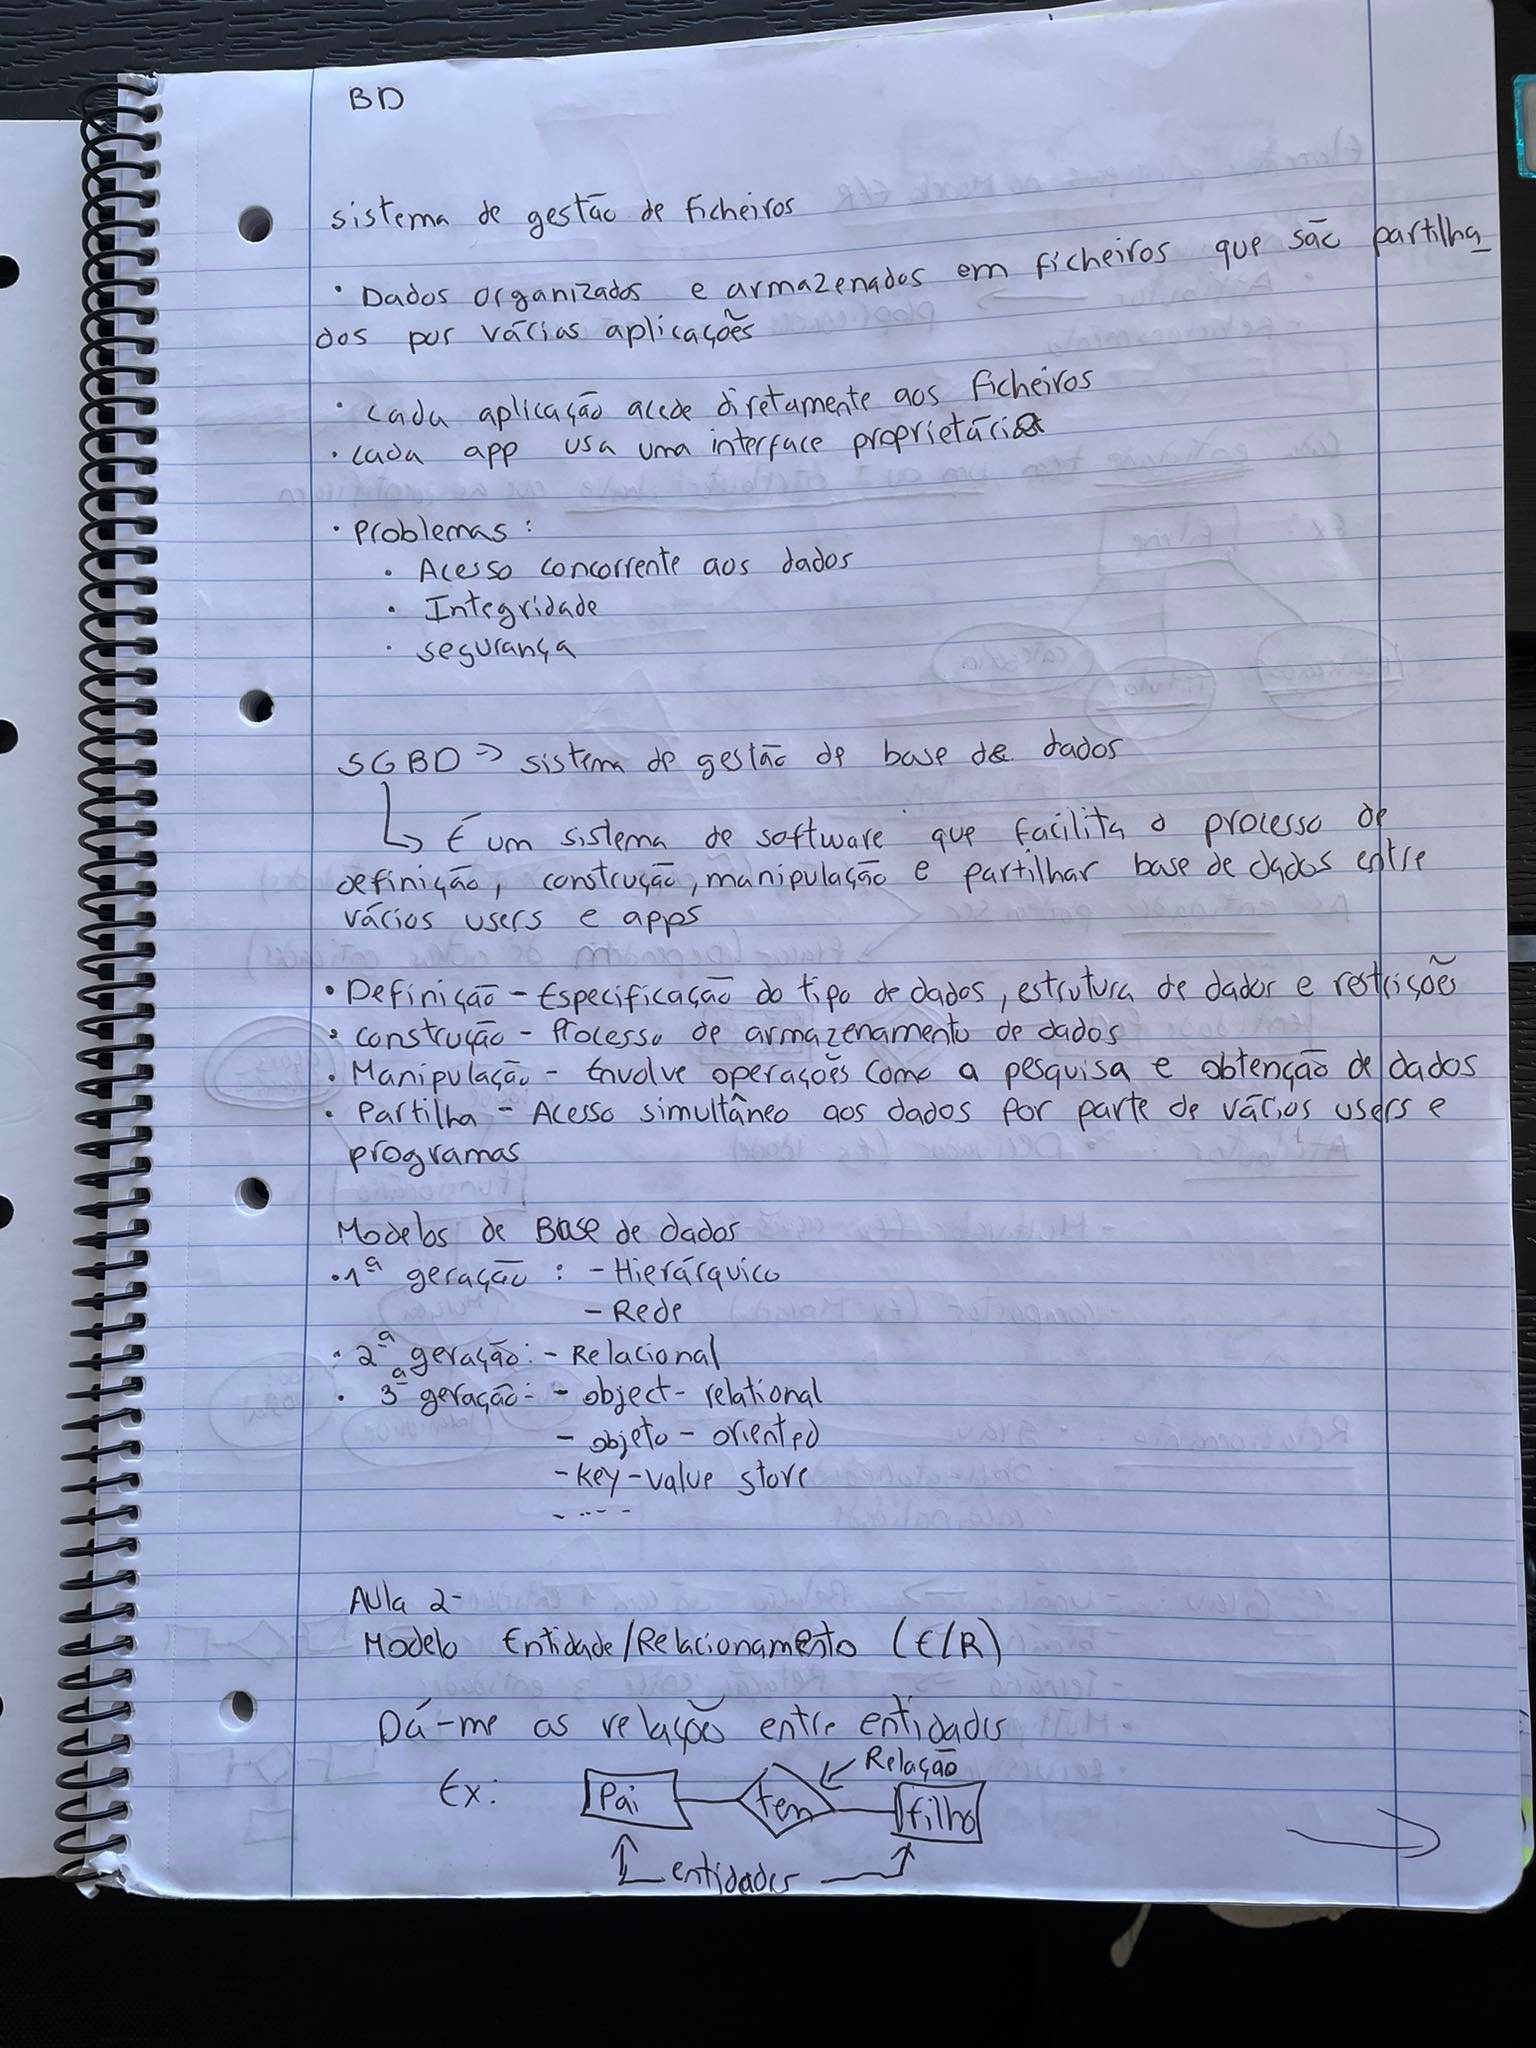 BD
sistema de gestão de ficheiros
· Dados organizados e armazenados em ficheiros que são partilha
dos por várias aplicações
· cada aplicação acede diretamente aos ficheiros
· cada app usa uma interface proprietária
· Problemas:
· Acesso concorrente aos dados
· Integridade
· segurança
SGBD => sistema de gestão de base de dados
↳ É um sistema de software que facilita o processo de
definição, construção, manipulação e partilhar base de dados entre
vários users e apps
· Definição - Especificação do tipo de dados, estrutura de dador e restrições
· construção - Processo de armazenamento de dados
· Manipulação - Envolve operações como a pesquisa e obtenção de dados
· Partilha - Acesso simultâneo aos dados por parte de vários users e
programas
Modelos de Base de dados
· 1ª geração : - Hierárquico
- Rede
· 2ª geração: - Relacional
· 3ª geração: - object-relational
- objeto - oriented
- key-value store
- ....
Aula 2-
Modelo Entidade/Relacionamento (E/R)
Dá-me as relações entre entidades
Relação
Ex: Pai tem filho
entidades